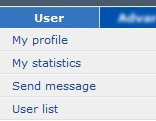 User
My profile
My statistics
Send message
User list